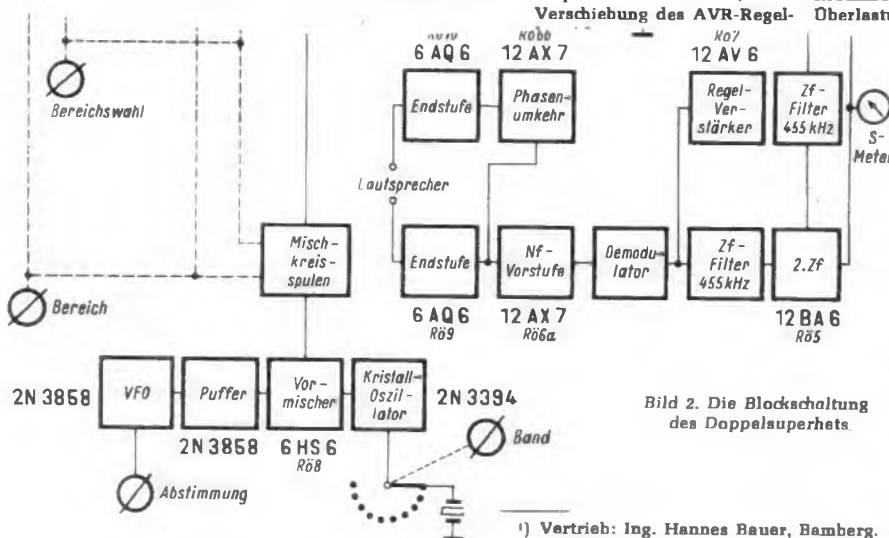 Verschiebung des AVR-Regel-
Überlast
6 AQ 6
12 AX 7
Rö7
12 AV 6
Bereichswahl
Endstufe
Phasen-
umkehr
Regel-
Ver-
stärker
Zf-
Filter
455 kHz
S-
Meter
Lautsprecher
Misch-
kreis-
spulen
Endstufe
Nf-
Vorstufe
Demodu-
lator
Zf-
Filter
455 kHz
2. Zf
Bereich
6 AQ 6
Rö9
12 AX 7
Rö6a
12 BA 6
Rö5
2N 3858
VFO
Puffer
Vor-
mischer
Kristall-
Oszil-
lator
2N 3394
2N 3858
6 HS 6
Rö8
Band
Abstimmung
Bild 2. Die Blockschaltung
des Doppelsuperhets
¹) Vertrieb: Ing. Hannes Bauer, Bamberg.